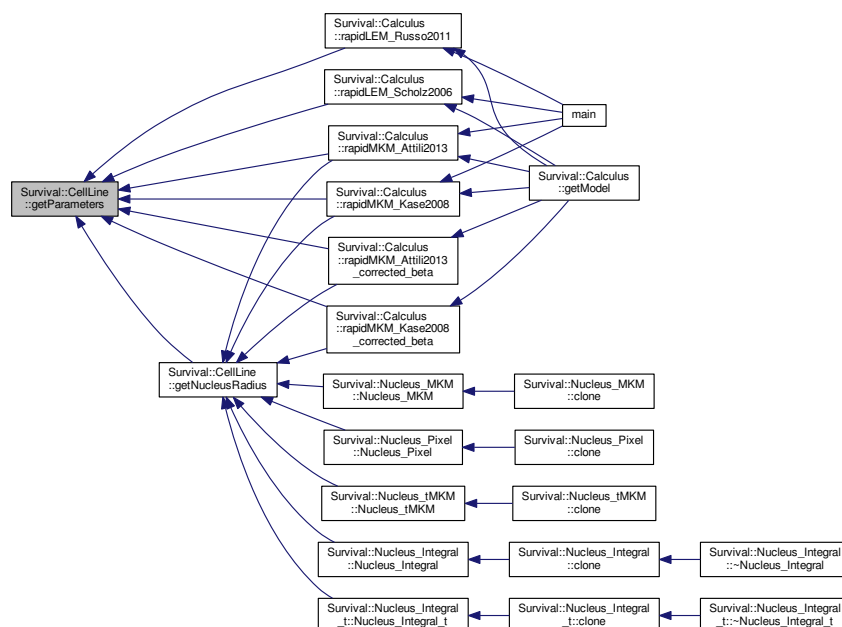 Survival::Calculus
::rapidLEM_Russo2011
Survival::Calculus
::rapidLEM_Scholz2006
main
Survival::Calculus
::rapidMKM_Attili2013
Survival::Calculus
::getModel
Survival::CellLine
::getParameters
Survival::Calculus
::rapidMKM_Kase2008
Survival::Calculus
::rapidMKM_Attili2013
_corrected_beta
Survival::Calculus
::rapidMKM_Kase2008
_corrected_beta
Survival::CellLine
::getNucleusRadius
Survival::Nucleus_MKM
::Nucleus_MKM
Survival::Nucleus_MKM
::clone
Survival::Nucleus_Pixel
::Nucleus_Pixel
Survival::Nucleus_Pixel
::clone
Survival::Nucleus_tMKM
::Nucleus_tMKM
Survival::Nucleus_tMKM
::clone
Survival::Nucleus_Integral
::Nucleus_Integral
Survival::Nucleus_Integral
::clone
Survival::Nucleus_Integral
::~Nucleus_Integral
Survival::Nucleus_Integral
_t::Nucleus_Integral_t
Survival::Nucleus_Integral
_t::clone
Survival::Nucleus_Integral
_t::~Nucleus_Integral_t